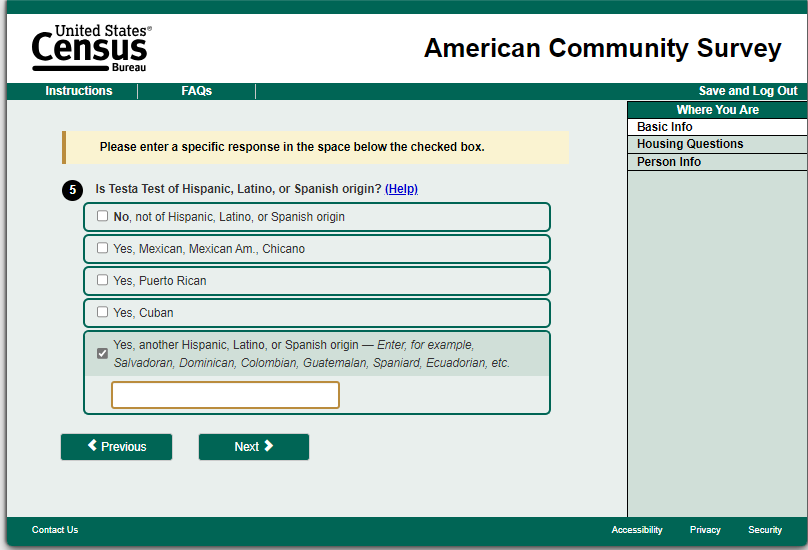 United States®
Census
Bureau
American Community Survey
Instructions
FAQs
Save and Log Out
Where You Are
Basic Info
Housing Questions
Person Info
Please enter a specific response in the space below the checked box.
5 Is Testa Test of Hispanic, Latino, or Spanish origin? (Help)
No, not of Hispanic, Latino, or Spanish origin
Yes, Mexican, Mexican Am., Chicano
Yes, Puerto Rican
Yes, Cuban
Yes, another Hispanic, Latino, or Spanish origin — Enter, for example,
Salvadoran, Dominican, Colombian, Guatemalan, Spaniard, Ecuadorian, etc.
Previous
Next
Contact Us
Accessibility
Privacy
Security